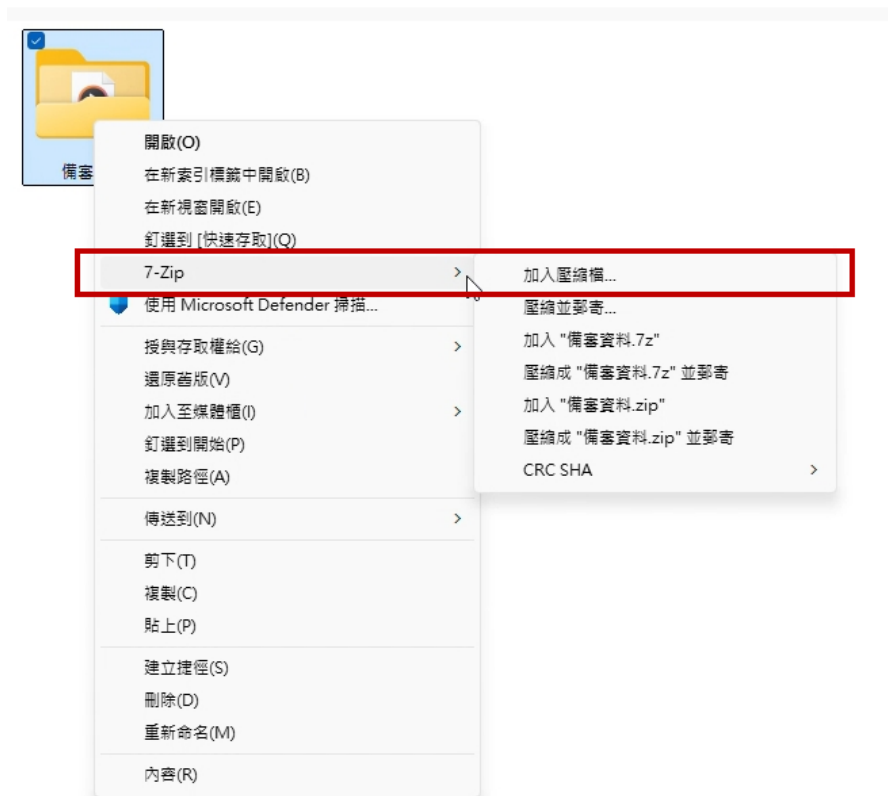 備審
開啟(O)
在新索引標籤中開啟(B)
在新視窗開啟(E)
釘選到 [快速存取](Q)
7-Zip
使用 Microsoft Defender 掃描...
授與存取權給(G)
還原舊版(V)
加入至媒體櫃(I)
釘選到開始(P)
複製路徑(A)
傳送到(N)
剪下(T)
複製(C)
貼上(P)
建立捷徑(S)
刪除(D)
重新命名(M)
內容(R)
加入壓縮檔...
壓縮並郵寄...
加入 "備審資料.7z"
壓縮成 "備審資料.7z" 並郵寄
加入 "備審資料.zip"
壓縮成 "備審資料.zip" 並郵寄
CRC SHA